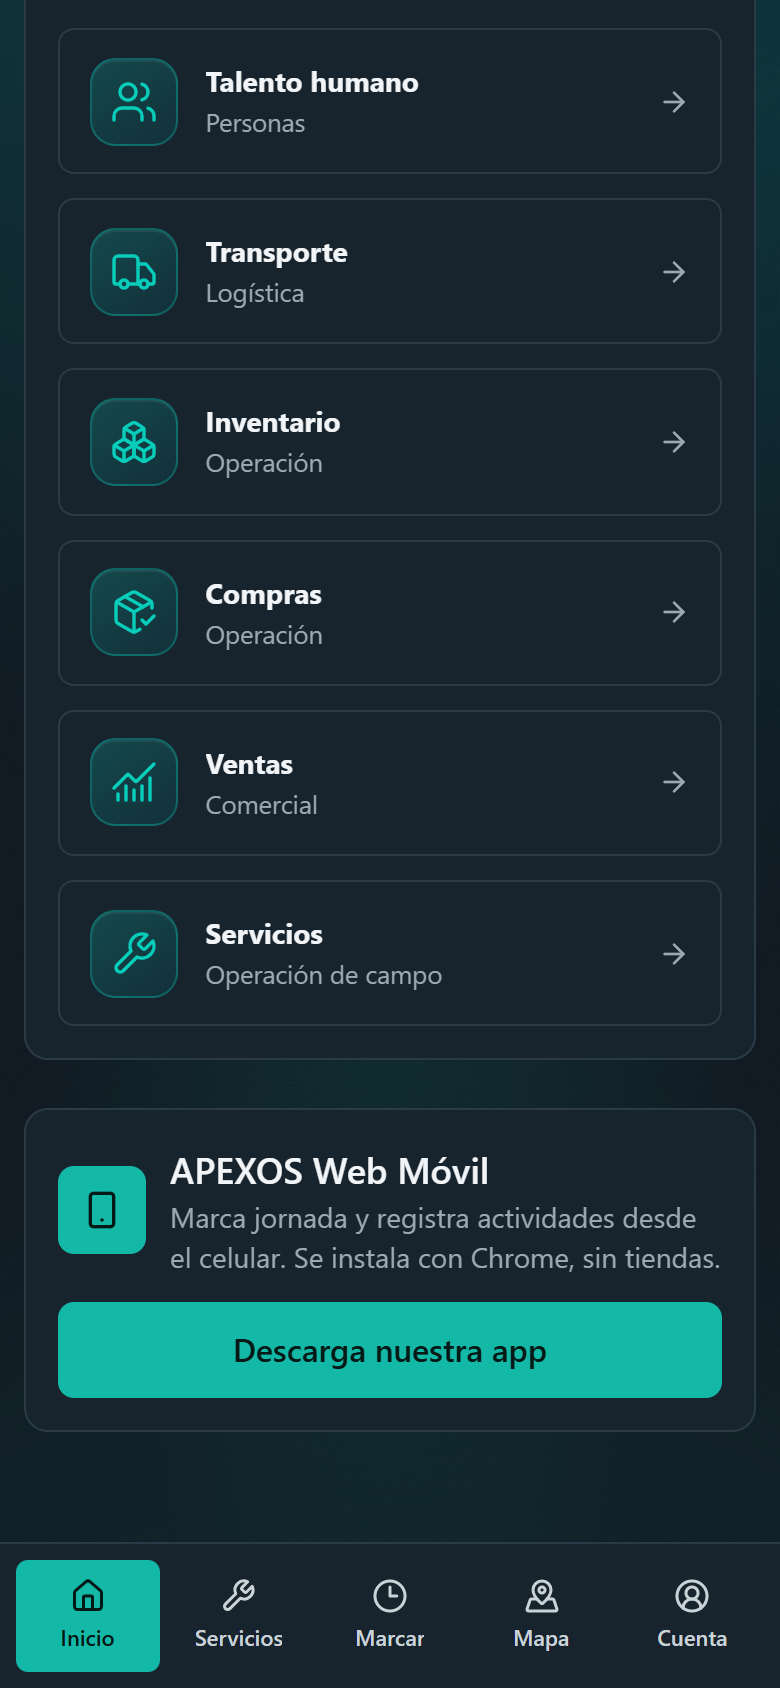 Talento humano
Personas
Transporte
Logística
Inventario
Operación
Compras
Operación
Ventas
Comercial
Servicios
Operación de campo
APEXOS Web Móvil
Marca jornada y registra actividades desde
el celular. Se instala con Chrome, sin tiendas.
Descarga nuestra app
Inicio
Servicios
Marcar
Mapa
Cuenta